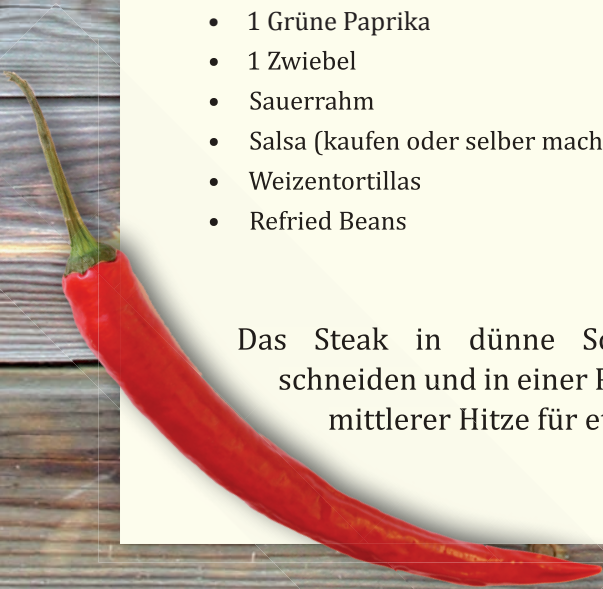 • 1 Grüne Paprika
• 1 Zwiebel
• Sauerrahm
• Salsa (kaufen oder selber mach
• Weizentortillas
• Refried Beans
Das Steak in dünne
schneiden und in einer
mittlerer Hitze für